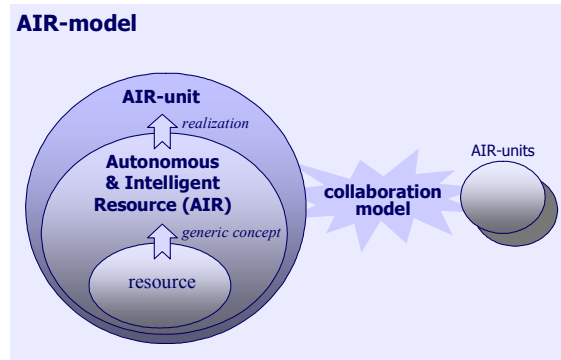 AIR-model
AIR-unit
realization
Autonomous
& Intelligent
Resource (AIR)
generic concept
resource
collaboration
model
AIR-units